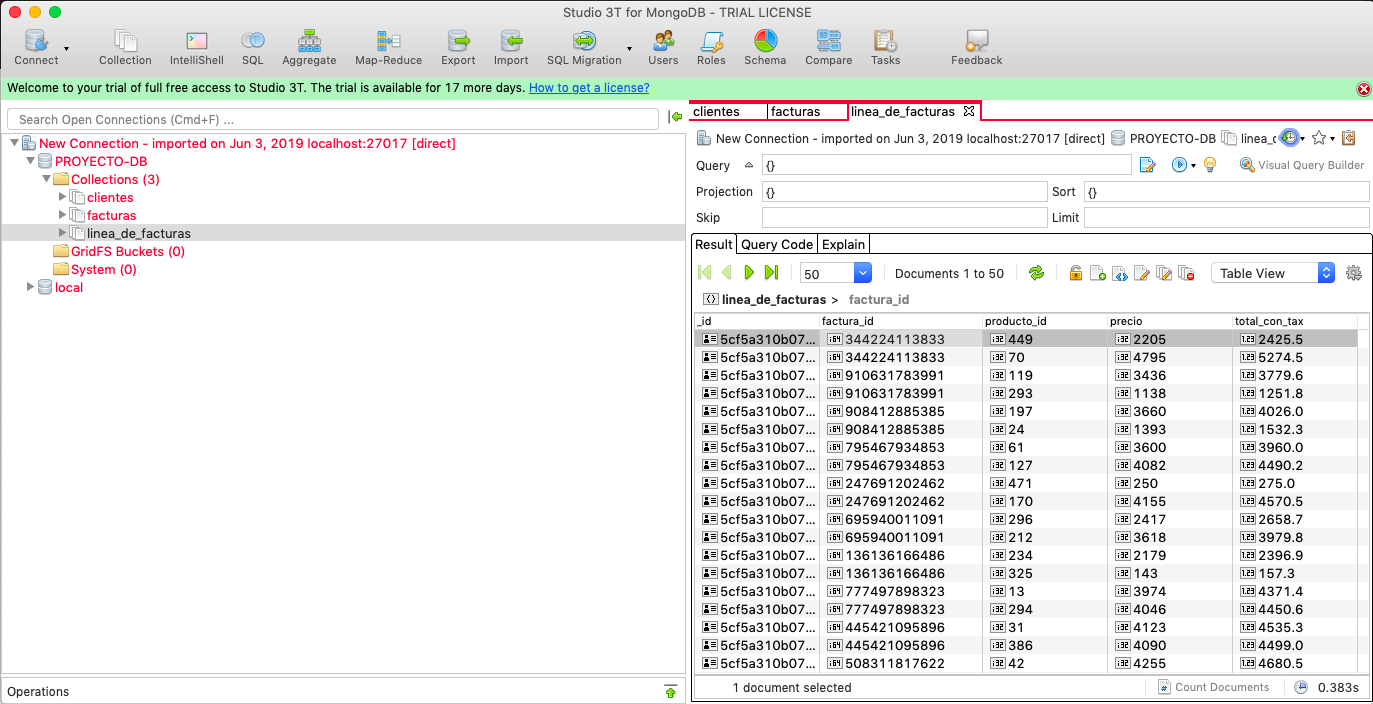 Studio 3T for MongoDB - TRIAL LICENSE
Connect Collection IntelliShell SQL Aggregate Map-Reduce Export Import SQL Migration Users Roles Schema Compare Tasks Feedback
Welcome to your trial of full free access to Studio 3T. The trial is available for 17 more days. How to get a license?
Search Open Connections (Cmd+F) ...
New Connection - imported on Jun 3, 2019 localhost:27017 [direct]
PROYECTO-DB
Collections (3)
clientes
facturas
linea_de_facturas
GridFS Buckets (0)
System (0)
local
Operations
clientes facturas linea_de_facturas
New Connection - imported on Jun 3, 2019 localhost:27017 [direct] PROYECTO-DB linea_
Query {} Visual Query Builder
Projection {} Sort {}
Skip Limit
Result Query Code Explain
50 Documents 1 to 50 Table View
linea_de_facturas > factura_id
_id factura_id producto_id precio total_con_tax
5cf5a310b07... 344224113833 449 2205 2425.5
5cf5a310b07... 344224113833 70 4795 5274.5
5cf5a310b07... 910631783991 119 3436 3779.6
5cf5a310b07... 910631783991 293 1138 1251.8
5cf5a310b07... 908412885385 197 3660 4026.0
5cf5a310b07... 908412885385 24 1393 1532.3
5cf5a310b07... 795467934853 61 3600 3960.0
5cf5a310b07... 795467934853 127 4082 4490.2
5cf5a310b07... 247691202462 471 250 275.0
5cf5a310b07... 247691202462 170 4155 4570.5
5cf5a310b07... 695940011091 296 2417 2658.7
5cf5a310b07... 695940011091 212 3618 3979.8
5cf5a310b07... 136136166486 234 2179 2396.9
5cf5a310b07... 136136166486 325 143 157.3
5cf5a310b07... 777497898323 13 3974 4371.4
5cf5a310b07... 777497898323 294 4046 4450.6
5cf5a310b07... 445421095896 31 4123 4535.3
5cf5a310b07... 445421095896 386 4090 4499.0
5cf5a310b07... 508311817622 42 4255 4680.5
1 document selected Count Documents 0.383s